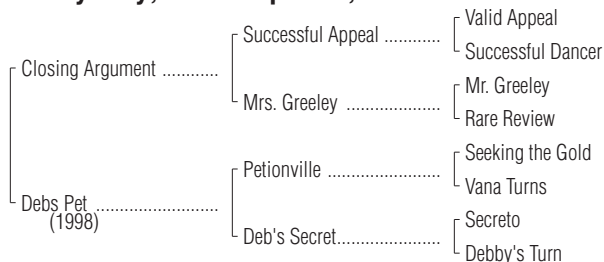 Closing Argument ............
Debs Pet ..........................
(1998)
Successful Appeal ............
Mrs. Greeley ....................
Petionville ........................
Deb's Secret......................
Valid Appeal
Successful Dancer
Mr. Greeley
Rare Review
Seeking the Gold
Vana Turns
Secreto
Debby's Turn